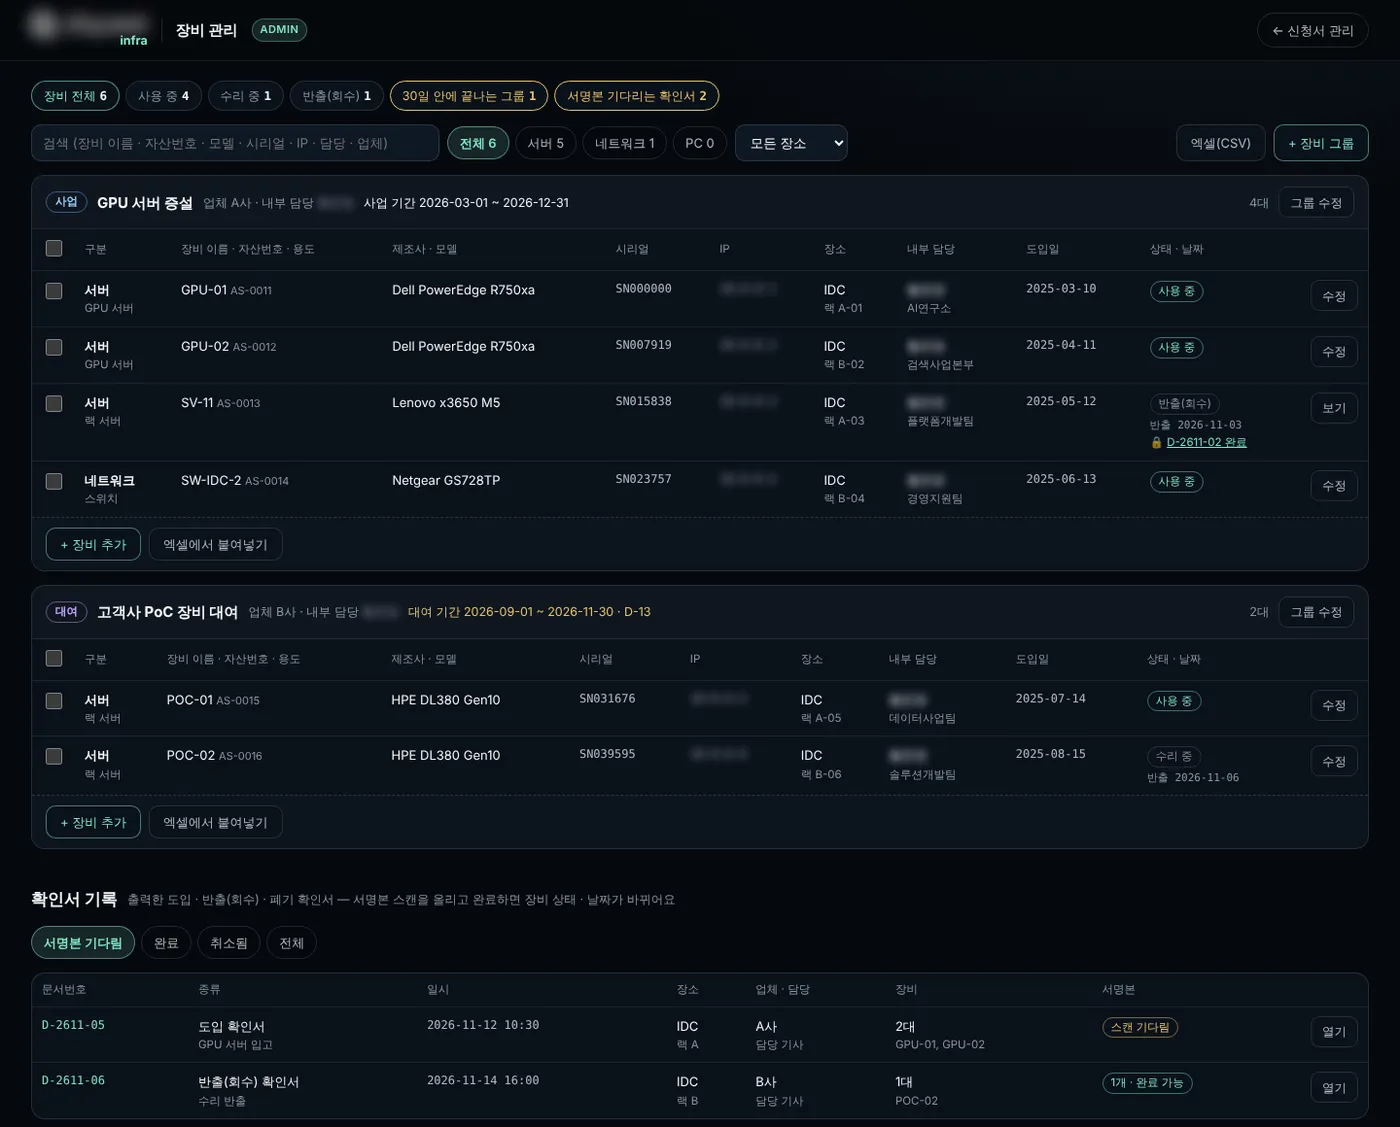 infra 장비 관리 ADMIN ← 신청서 관리
장비 전체 6 사용 중 4 수리 중 1 반출(회수) 1 30일 안에 끝나는 그룹 1 서명본 기다리는 확인서 2
검색 (장비 이름 · 자산번호 · 모델 · 시리얼 · IP · 담당 · 업체) 전체 6 서버 5 네트워크 1 PC 0 모든 장소 엑셀(CSV) + 장비 그룹
사업 GPU 서버 증설 업체 A사 · 내부 담당 사업 기간 2026-03-01 ~ 2026-12-31 4대 그룹 수정
구분 장비 이름 · 자산번호 · 용도 제조사 · 모델 시리얼 IP 장소 내부 담당 도입일 상태 · 날짜
서버 GPU-01 AS-0011 Dell PowerEdge R750xa SN000000 IDC 2025-03-10 사용 중 수정
GPU 서버 랙 A-01 AI연구소
서버 GPU-02 AS-0012 Dell PowerEdge R750xa SN007919 IDC 2025-04-11 사용 중 수정
GPU 서버 랙 B-02 검색사업본부
서버 SV-11 AS-0013 Lenovo x3650 M5 SN015838 IDC 2025-05-12 반출(회수) 보기
랙 서버 랙 A-03 플랫폼개발팀 반출 2026-11-03
🔒 D-2611-02 완료
네트워크 SW-IDC-2 AS-0014 Netgear GS728TP SN023757 IDC 2025-06-13 사용 중 수정
스위치 랙 B-04 경영지원팀
+ 장비 추가 엑셀에서 붙여넣기
대여 고객사 PoC 장비 대여 업체 B사 · 내부 담당 대여 기간 2026-09-01 ~ 2026-11-30 · D-13 2대 그룹 수정
구분 장비 이름 · 자산번호 · 용도 제조사 · 모델 시리얼 IP 장소 내부 담당 도입일 상태 · 날짜
서버 POC-01 AS-0015 HPE DL380 Gen10 SN031676 IDC 2025-07-14 사용 중 수정
랙 서버 랙 A-05 데이터사업팀
서버 POC-02 AS-0016 HPE DL380 Gen10 SN039595 IDC 2025-08-15 수리 중 수정
랙 서버 랙 B-06 솔루션개발팀 반출 2026-11-06
+ 장비 추가 엑셀에서 붙여넣기
확인서 기록 출력한 도입 · 반출(회수) · 폐기 확인서 — 서명본 스캔을 올리고 완료하면 장비 상태 · 날짜가 바뀌어요
서명본 기다림 완료 취소됨 전체
문서번호 종류 일시 장소 업체 · 담당 장비 서명본
D-2611-05 도입 확인서 2026-11-12 10:30 IDC A사 2대 스캔 기다림 열기
GPU 서버 입고 랙 A 담당 기사 GPU-01, GPU-02
D-2611-06 반출(회수) 확인서 2026-11-14 16:00 IDC B사 1대 1개 · 완료 가능 열기
수리 반출 랙 B 담당 기사 POC-02